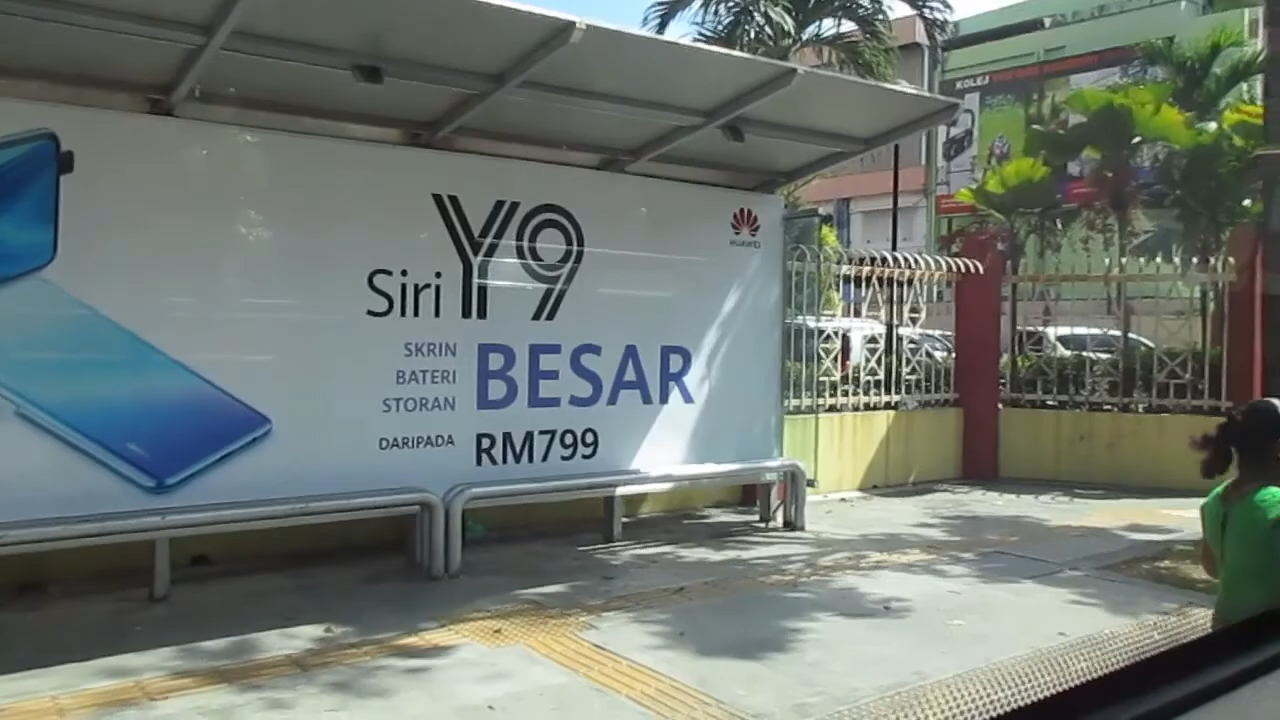 Siri Y9
SKRIN
BATERI
STORAN
BESAR
DARIPADA RM799
HUAWEI
KOLEJ